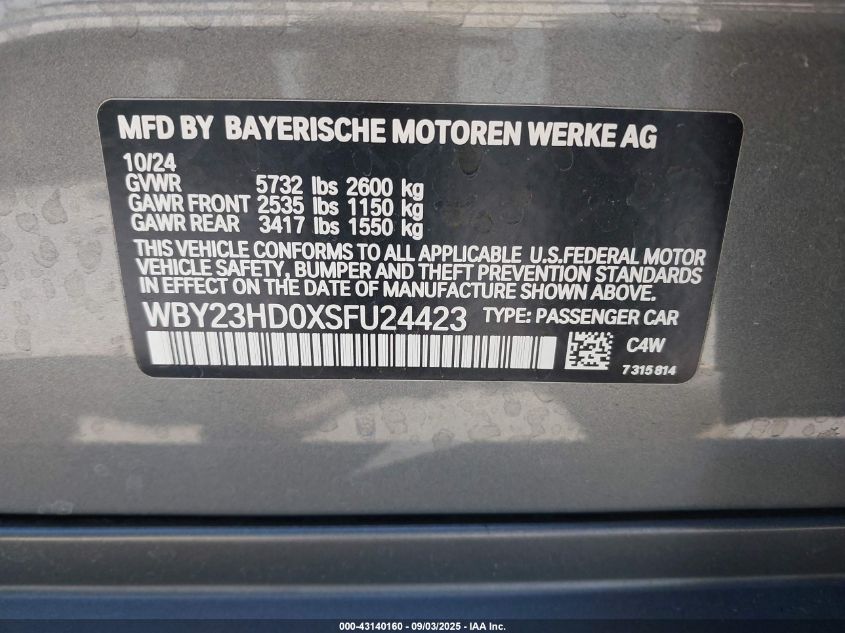 MFD BY BAYERISCHE MOTOREN WERKE AG
10/24
GVWR 5732 lbs 2600 kg
GAWR FRONT 2535 lbs 1150 kg
GAWR REAR 3417 lbs 1550 kg
THIS VEHICLE CONFORMS TO ALL APPLICABLE U.S.FEDERAL MOTOR
VEHICLE SAFETY, BUMPER AND THEFT PREVENTION STANDARDS
IN EFFECT ON THE DATE OF MANUFACTURE SHOWN ABOVE.
WBY23HD0XSFU24423 TYPE: PASSENGER CAR
C4W
7315814
000-43140160 - 09/03/2025 - IAA Inc.